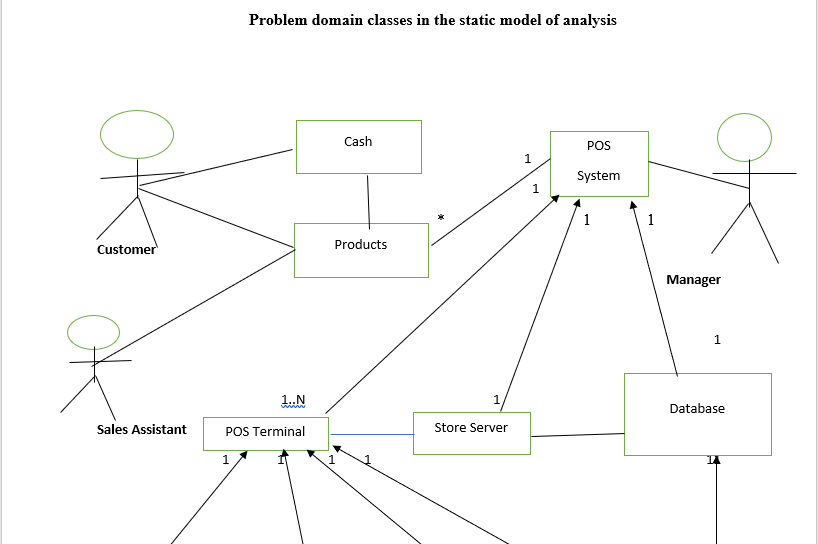 Problem domain classes in the static model of analysis
Cash
POS
System
1
1
*
1
1
Products
Customer
Manager
1
Database
1..N
1
Sales Assistant
POS Terminal
Store Server
1
1
1
1
1